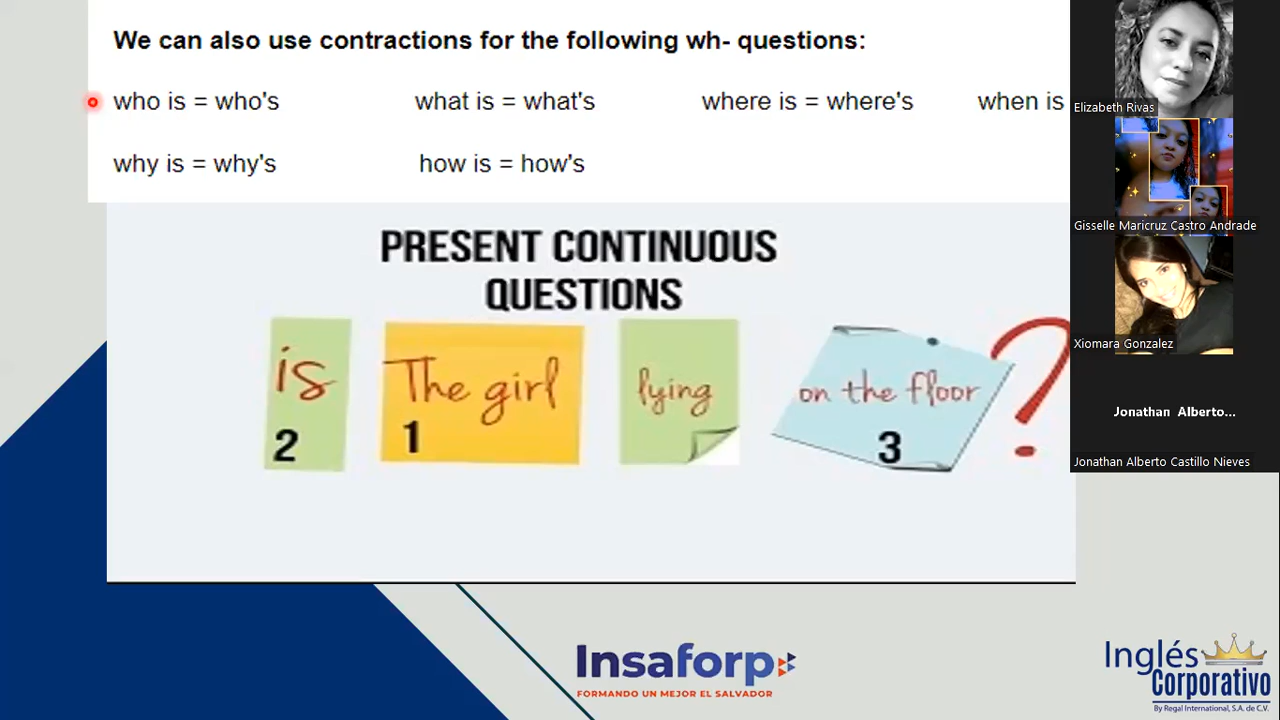 We can also use contractions for the following wh- questions:
who is = who's what is = what's where is = where's when is
why is = why's how is = how's
PRESENT CONTINUOUS
QUESTIONS
is The girl lying on the floor ?
2 1 3
Elizabeth Rivas
Gisselle Maricruz Castro Andrade
Xiomara Gonzalez
Jonathan Alberto...
Jonathan Alberto Castillo Nieves
Insaforp
FORMANDO UN MEJOR EL SALVADOR
Inglés
Corporativo
By Regal International, S.A. de C.V.